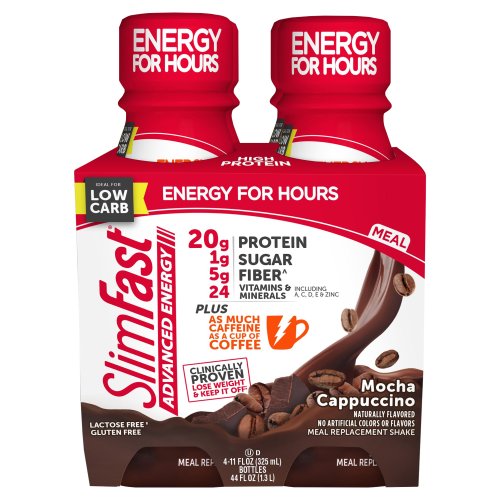 ENERGY
FOR HOURS
ENERGY
FOR HOURS
ENERGY
HIGH
PROTEIN
IDEAL FOR
LOW
CARB
ENERGY FOR HOURS
MEAL
SlimFast®
ADVANCED ENERGY
20g PROTEIN
1g SUGAR
5g FIBER^
24 VITAMINS & MINERALS INCLUDING A, C, D, E & ZINC
PLUS
AS MUCH
CAFFEINE
AS A CUP OF
COFFEE
CLINICALLY
PROVEN
LOSE WEIGHT
& KEEP IT OFF
Mocha
Cappuccino
NATURALLY FLAVORED
NO ARTIFICIAL COLORS OR FLAVORS
MEAL REPLACEMENT SHAKE
LACTOSE FREE
GLUTEN FREE
U D
MEAL REP
4-11 FL OZ (325 mL)
BOTTLES
44 FL OZ (1.3 L)
MEAL REPL